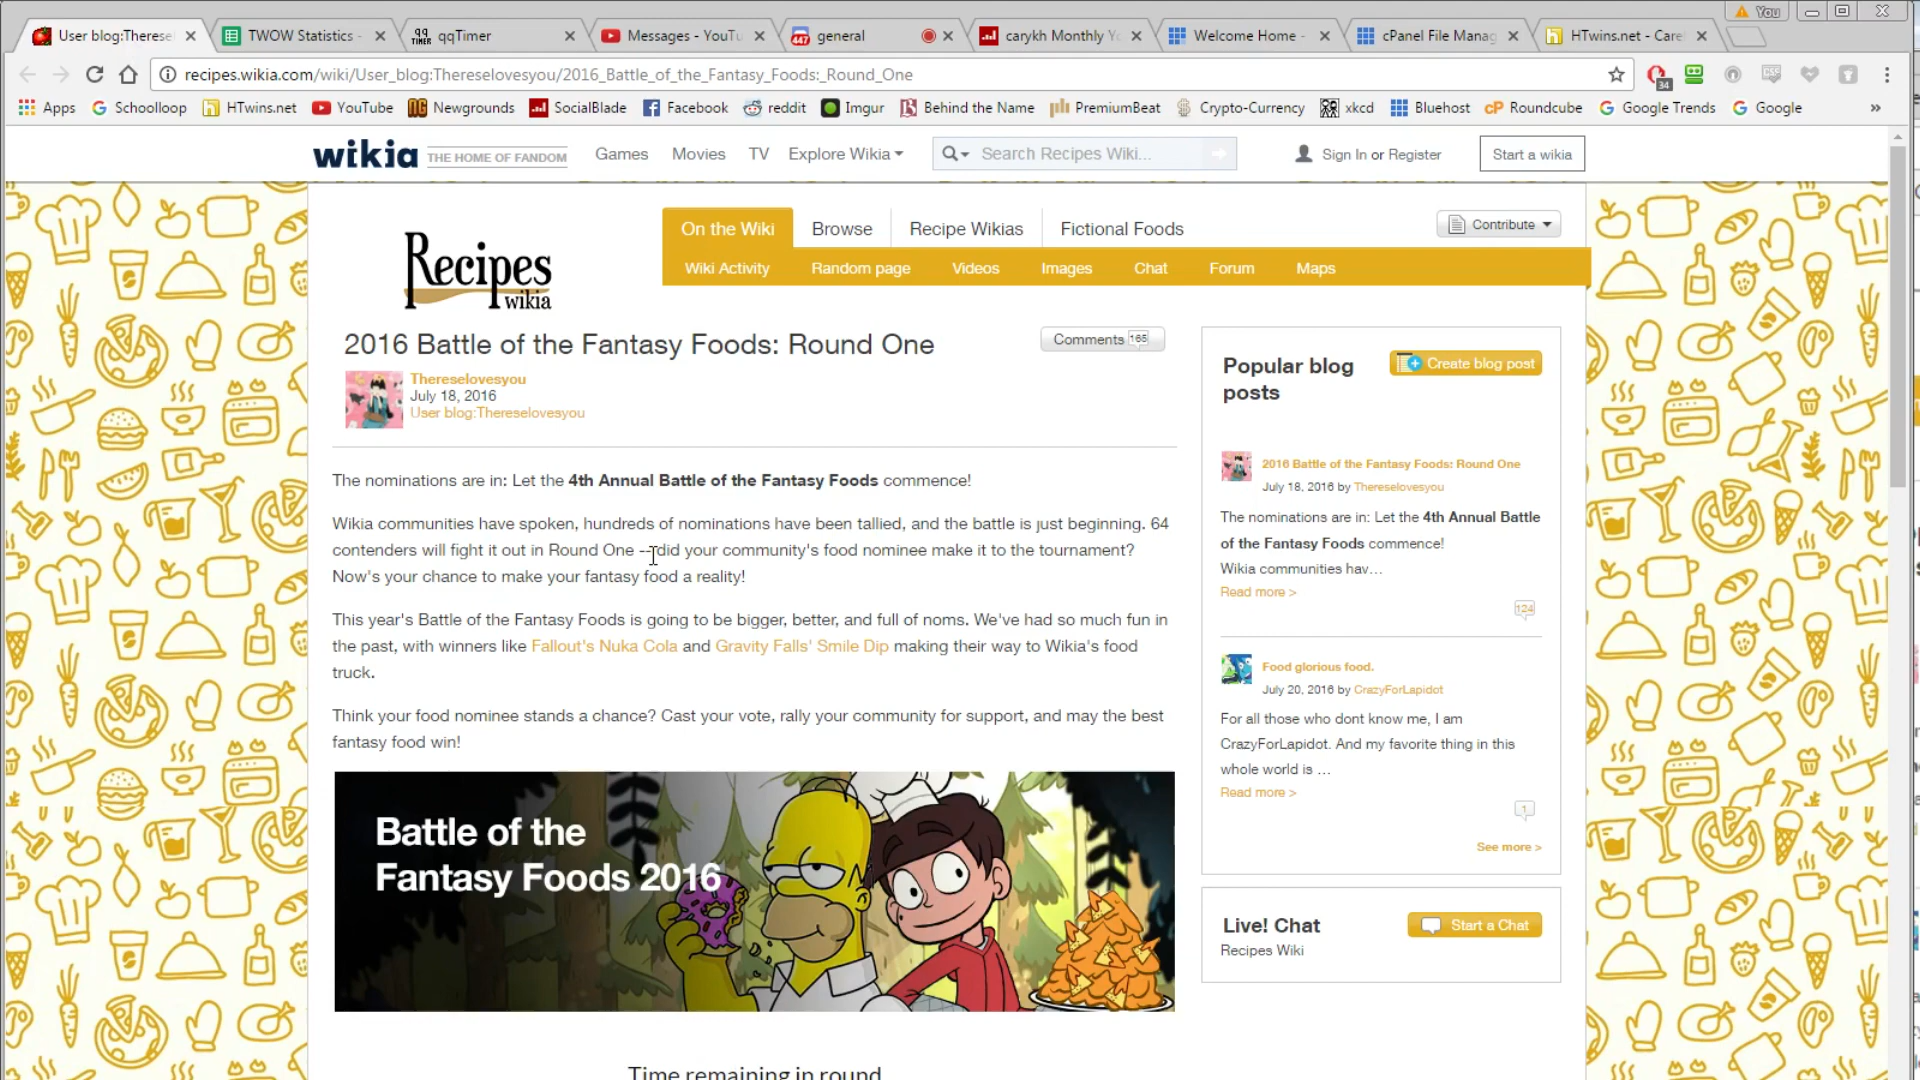 You
User blog:Therese
TWOW Statistics -
qq TIMER qqTimer
Messages - YouTu
447 general
carykh Monthly Yo
Welcome Home -
cPanel File Manag
HTwins.net - Care
recipes.wikia.com/wiki/User_blog:Thereselovesyou/2016_Battle_of_the_Fantasy_Foods:_Round_One
34
CSS
Apps Schoolloop HTwins.net YouTube Newgrounds SocialBlade Facebook reddit Imgur Behind the Name PremiumBeat Crypto-Currency xkcd Bluehost cP Roundcube Google Trends Google »
wikia THE HOME OF FANDOM Games Movies TV Explore Wikia Search Recipes Wiki... Sign In or Register Start a wikia
Recipes
wikia
On the Wiki Browse Recipe Wikias Fictional Foods
Contribute
Wiki Activity Random page Videos Images Chat Forum Maps
2016 Battle of the Fantasy Foods: Round One
Comments 165
Thereselovesyou
July 18, 2016
User blog:Thereselovesyou
The nominations are in: Let the 4th Annual Battle of the Fantasy Foods commence!
Wikia communities have spoken, hundreds of nominations have been tallied, and the battle is just beginning. 64
contenders will fight it out in Round One -- did your community's food nominee make it to the tournament?
Now's your chance to make your fantasy food a reality!
This year's Battle of the Fantasy Foods is going to be bigger, better, and full of noms. We've had so much fun in
the past, with winners like Fallout's Nuka Cola and Gravity Falls' Smile Dip making their way to Wikia's food
truck.
Think your food nominee stands a chance? Cast your vote, rally your community for support, and may the best
fantasy food win!
Battle of the
Fantasy Foods 2016
Time remaining in round
Popular blog
posts
Create blog post
2016 Battle of the Fantasy Foods: Round One
July 18, 2016 by Thereselovesyou
The nominations are in: Let the 4th Annual Battle
of the Fantasy Foods commence!
Wikia communities hav…
Read more >
124
Food glorious food.
July 20, 2016 by CrazyForLapidot
For all those who dont know me, I am
CrazyForLapidot. And my favorite thing in this
whole world is …
Read more >
1
See more >
Live! Chat
Start a Chat
Recipes Wiki